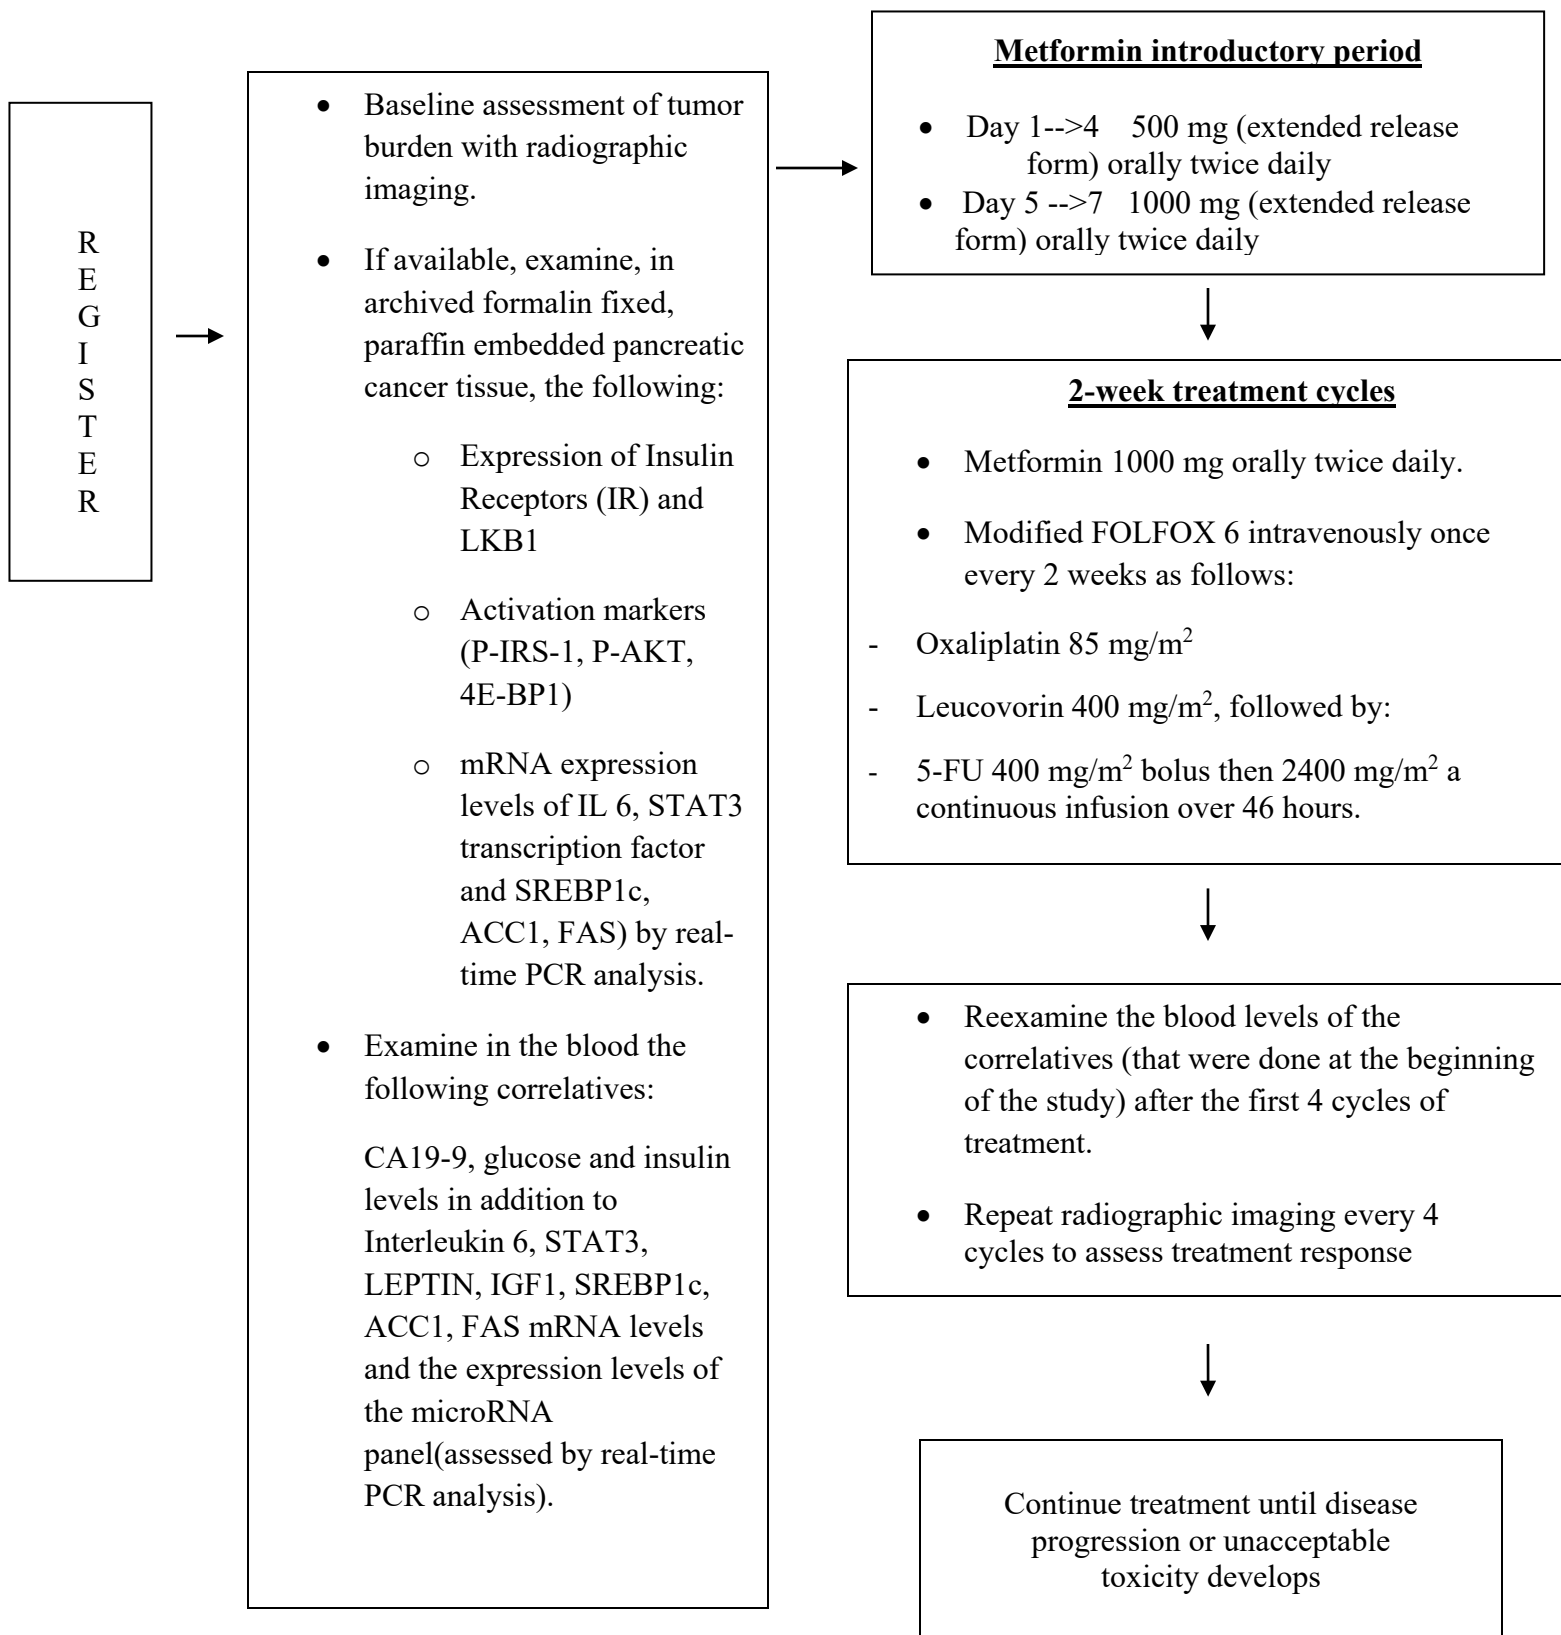 R
E
G
I
S
T
E
R
• Baseline assessment of tumor
burden with radiographic
imaging.
• If available, examine, in
archived formalin fixed,
paraffin embedded pancreatic
cancer tissue, the following:
o Expression of Insulin
Receptors (IR) and
LKB1
o Activation markers
(P-IRS-1, P-AKT,
4E-BP1)
o mRNA expression
levels of IL 6, STAT3
transcription factor
and SREBP1c,
ACC1, FAS) by real-
time PCR analysis.
• Examine in the blood the
following correlatives:
CA19-9, glucose and insulin
levels in addition to
Interleukin 6, STAT3,
LEPTIN, IGF1, SREBP1c,
ACC1, FAS mRNA levels
and the expression levels of
the microRNA
panel(assessed by real-time
PCR analysis).
Metformin introductory period
• Day 1-->4 500 mg (extended release
form) orally twice daily
• Day 5 -->7 1000 mg (extended release
form) orally twice daily
2-week treatment cycles
• Metformin 1000 mg orally twice daily.
• Modified FOLFOX 6 intravenously once
every 2 weeks as follows:
- Oxaliplatin 85 mg/m²
- Leucovorin 400 mg/m², followed by:
- 5-FU 400 mg/m² bolus then 2400 mg/m² a
continuous infusion over 46 hours.
• Reexamine the blood levels of the
correlatives (that were done at the beginning
of the study) after the first 4 cycles of
treatment.
• Repeat radiographic imaging every 4
cycles to assess treatment response
Continue treatment until disease
progression or unacceptable
toxicity develops